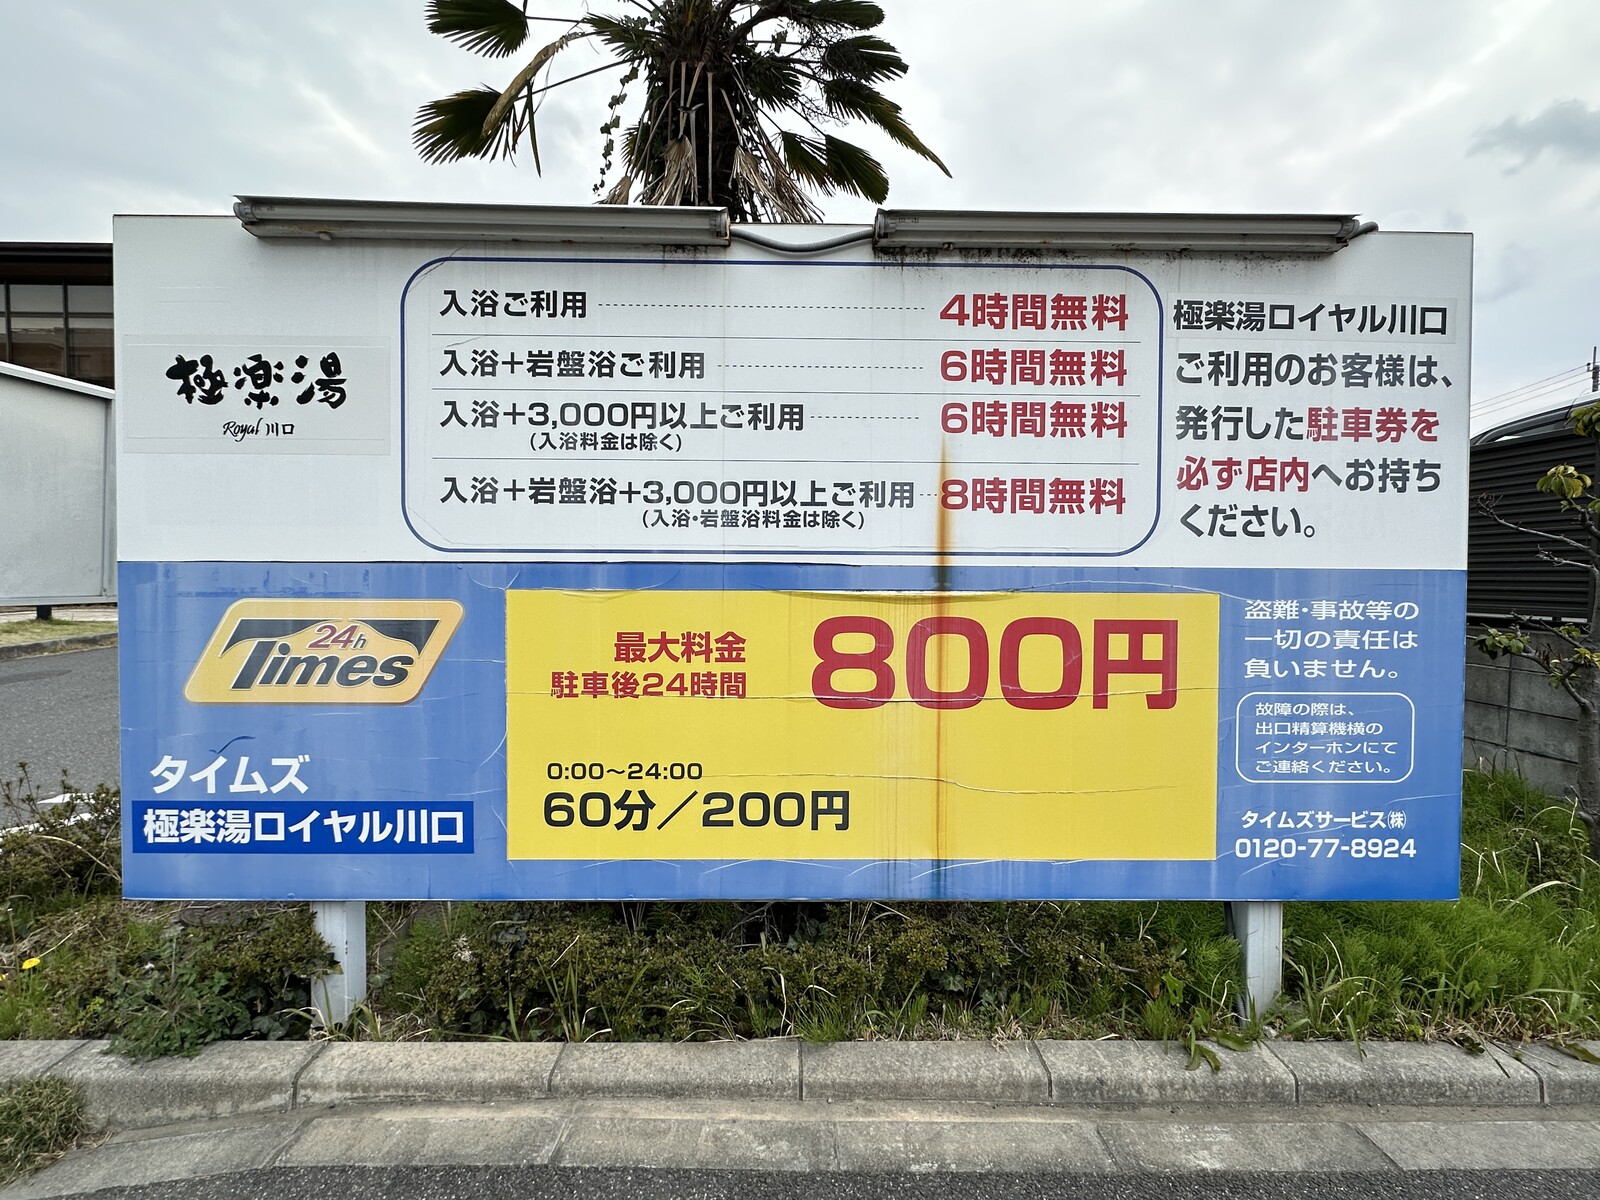 極楽湯
Royal 川口
入浴ご利用 4時間無料
入浴+岩盤浴ご利用 6時間無料
入浴+3,000円以上ご利用 6時間無料
(入浴料金は除く)
入浴+岩盤浴+3,000円以上ご利用 8時間無料
(入浴・岩盤浴料金は除く)
極楽湯ロイヤル川口
ご利用のお客様は、
発行した駐車券を
必ず店内へお持ち
ください。
24h
Times
タイムズ
極楽湯ロイヤル川口
最大料金
駐車後24時間
800円
0:00〜24:00
60分/200円
盗難・事故等の
一切の責任は
負いません。
故障の際は、
出口精算機横の
インターホンにて
ご連絡ください。
タイムズサービス㈱
0120-77-8924